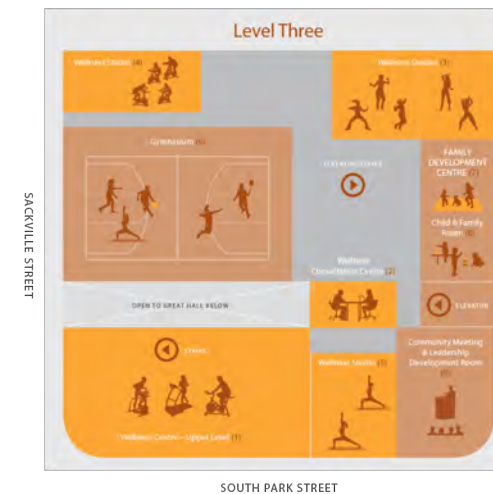 Level Three
Wellness Studio (4)
Wellness Studio (3)
Gymnasium (6)
FAMILY
DEVELOPMENT
CENTRE (7)
Child & Family
Room (8)
Wellness
Consultation Centre (2)
ELEVATOR
OPEN TO GREAT HALL BELOW
STAIRS
Community Meeting
& Leadership
Development Room
Wellness Studio (5)
Wellness Centre – Upper Level (1)
SACKVILLE STREET
SOUTH PARK STREET